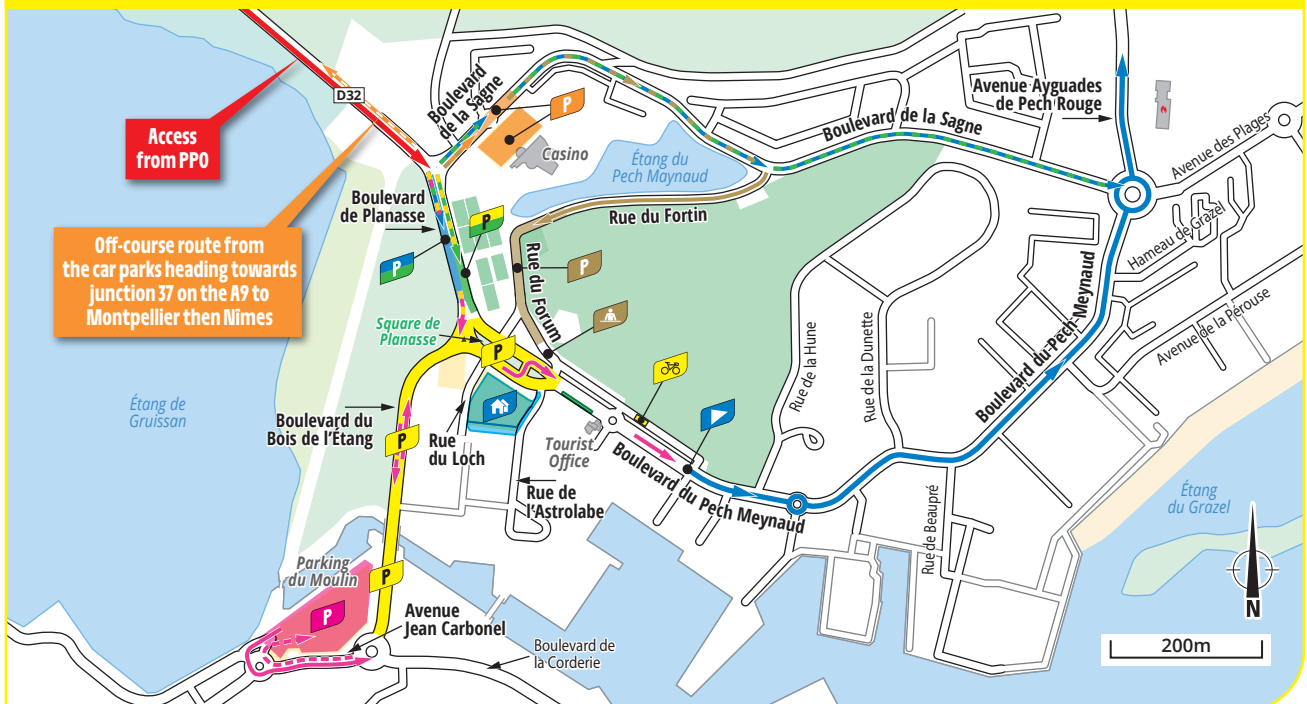 D32
Access
from PPO
Off-course route from
the car parks heading towards
junction 37 on the A9 to
Montpellier then Nîmes
Boulevard
de la Sagne
P
Casino
Étang du
Pech Maynaud
Boulevard de la Sagne
Avenue Ayguades
de Pech Rouge
Avenue des Plages
Hameau de Grazel
Avenue de la Pérouse
Boulevard
de Planasse
P
P
Rue du Fortin
Rue du Forum
P
Square de
Planasse
P
Étang de
Gruissan
Boulevard du
Bois de l'Étang
P
Rue
du Loch
Tourist
Office
Rue de
l'Astrolabe
Boulevard du Pech Meynaud
Rue de la Hune
Rue de la Dunette
Boulevard du Pech-Meynaud
Rue de Beaupré
Étang
du Grazel
Parking
du Moulin
P
P
Avenue
Jean Carbonel
Boulevard de
la Corderie
N
200m